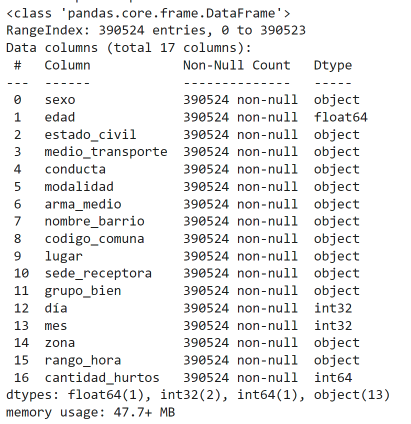 <class 'pandas.core.frame.DataFrame'>
RangeIndex: 390524 entries, 0 to 390523
Data columns (total 17 columns):
 #   Column            Non-Null Count   Dtype
---  ------            --------------   -----
 0   sexo              390524 non-null  object
 1   edad              390524 non-null  float64
 2   estado_civil      390524 non-null  object
 3   medio_transporte  390524 non-null  object
 4   conducta          390524 non-null  object
 5   modalidad         390524 non-null  object
 6   arma_medio        390524 non-null  object
 7   nombre_barrio     390524 non-null  object
 8   codigo_comuna     390524 non-null  object
 9   lugar             390524 non-null  object
 10  sede_receptora    390524 non-null  object
 11  grupo_bien        390524 non-null  object
 12  día               390524 non-null  int32
 13  mes               390524 non-null  int32
 14  zona              390524 non-null  object
 15  rango_hora        390524 non-null  object
 16  cantidad_hurtos   390524 non-null  int64
dtypes: float64(1), int32(2), int64(1), object(13)
memory usage: 47.7+ MB